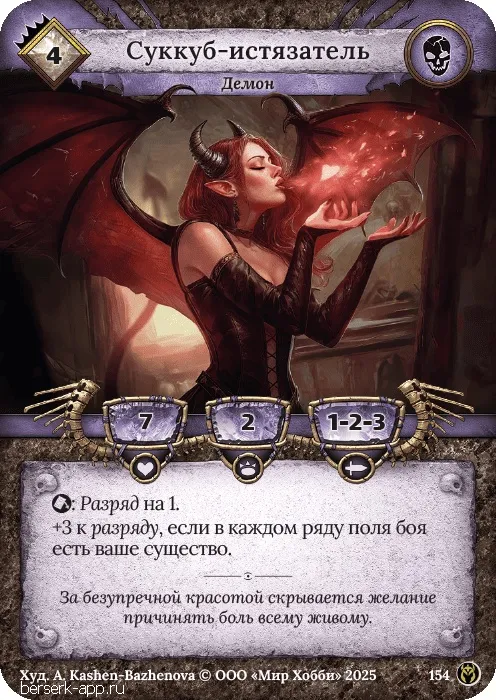 4
Суккуб-истязатель
Демон
7
2
1-2-3
: Разряд на 1.
+3 к разряду, если в каждом ряду поля боя
есть ваше существо.
За безупречной красотой скрывается желание
причинять боль всему живому.
Худ. A. Kashen-Bazhenova © ООО «Мир Хобби» 2025
154
berserk-app.ru